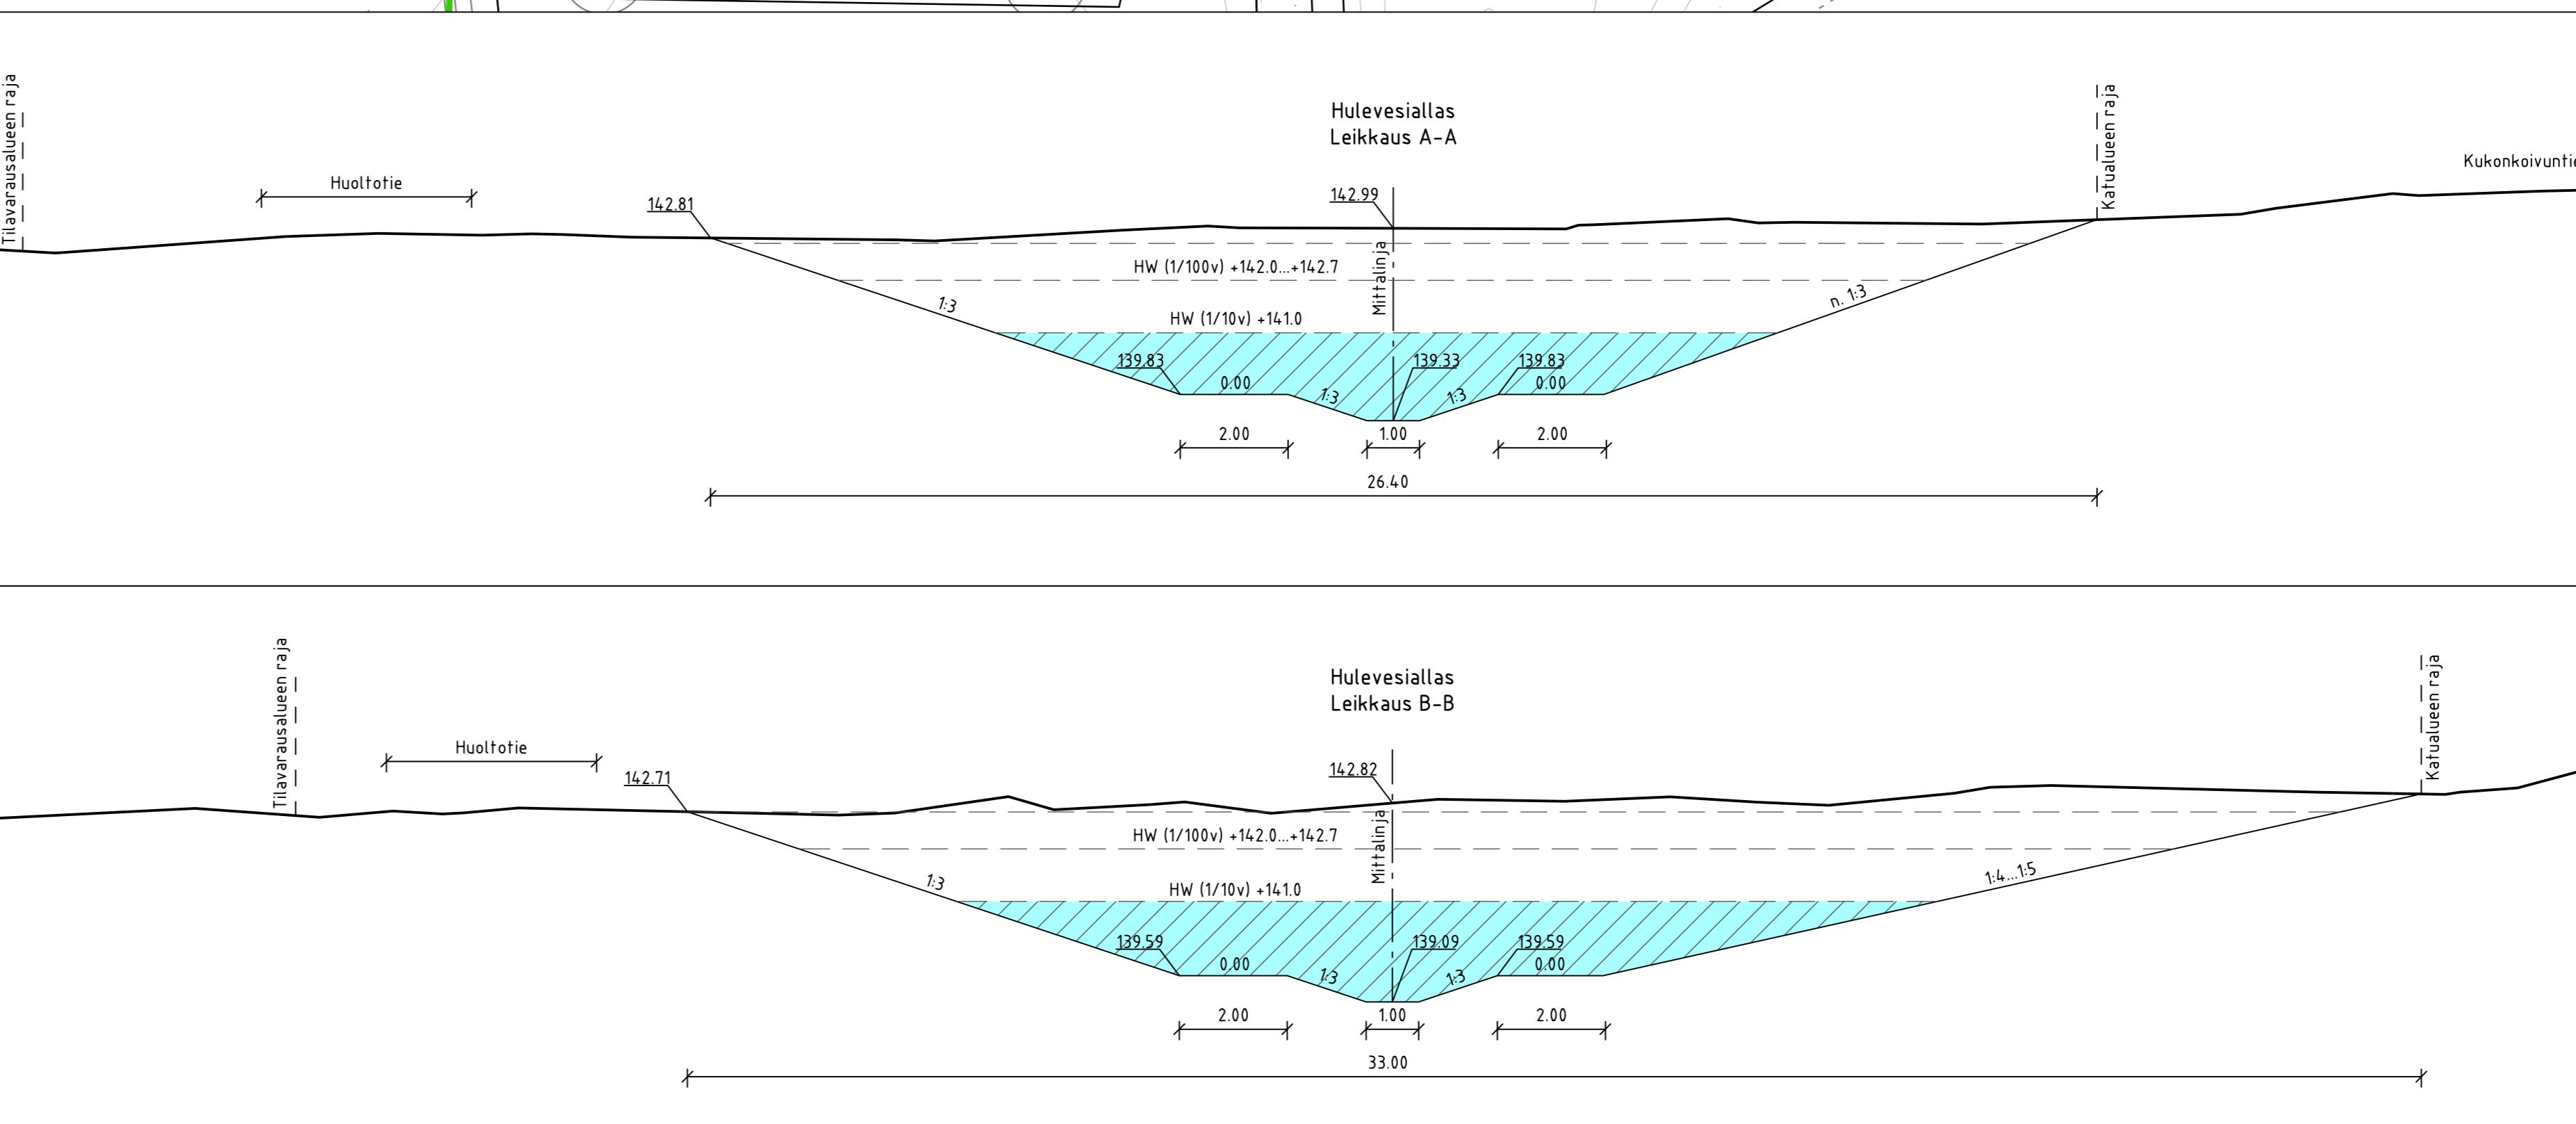 Hulevesiallas
Leikkaus A-A
Tilavarausalueen raja
Katualueen raja
Kukonkoivuntie
Huoltotie
142.81
142.99
Mittalinja
HW (1/100v) +142.0...+142.7
1:3
n. 1:3
HW (1/10v) +141.0
139.83
139.33
139.83
0.00
0.00
1:3
1:3
2.00
1.00
2.00
26.40
Hulevesiallas
Leikkaus B-B
Tilavarausalueen raja
Katualueen raja
Huoltotie
142.71
142.82
Mittalinja
HW (1/100v) +142.0...+142.7
1:3
1:4...1:5
HW (1/10v) +141.0
139.59
139.09
139.59
0.00
0.00
1:3
1:3
2.00
1.00
2.00
33.00